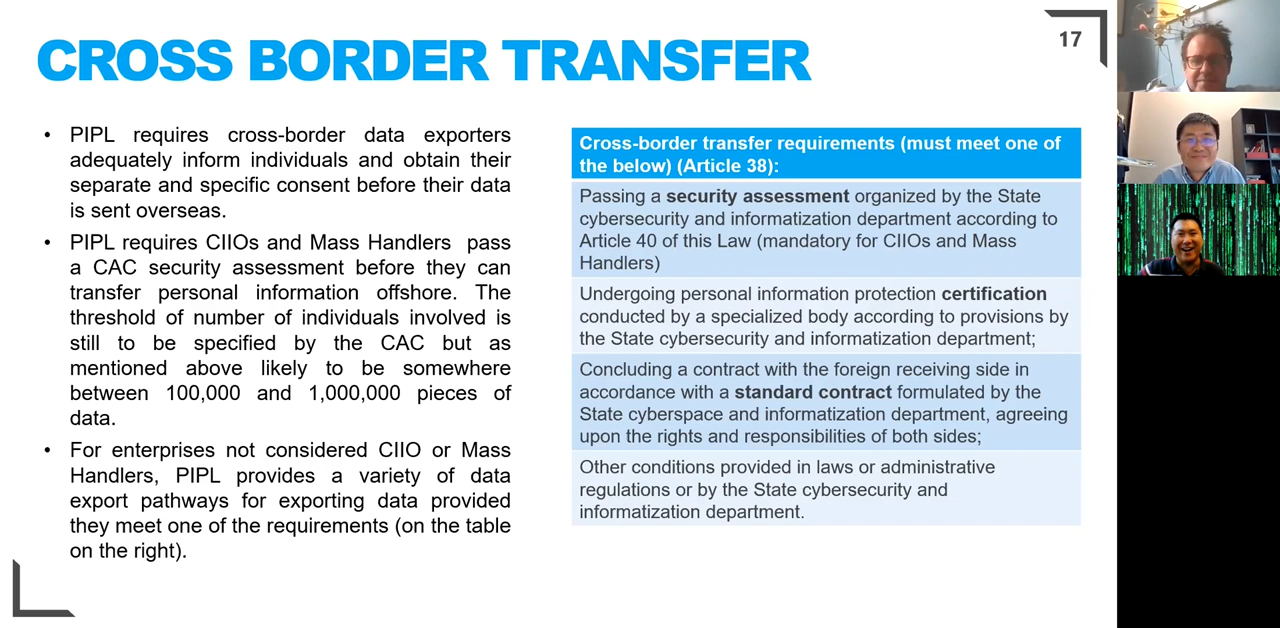 CROSS BORDER TRANSFER
17
• PIPL requires cross-border data exporters
adequately inform individuals and obtain their
separate and specific consent before their data
is sent overseas.
• PIPL requires CIIOs and Mass Handlers pass
a CAC security assessment before they can
transfer personal information offshore. The
threshold of number of individuals involved is
still to be specified by the CAC but as
mentioned above likely to be somewhere
between 100,000 and 1,000,000 pieces of
data.
• For enterprises not considered CIIO or Mass
Handlers, PIPL provides a variety of data
export pathways for exporting data provided
they meet one of the requirements (on the table
on the right).
Cross-border transfer requirements (must meet one of
the below) (Article 38):
Passing a security assessment organized by the State
cybersecurity and informatization department according to
Article 40 of this Law (mandatory for CIIOs and Mass
Handlers)
Undergoing personal information protection certification
conducted by a specialized body according to provisions by
the State cybersecurity and informatization department;
Concluding a contract with the foreign receiving side in
accordance with a standard contract formulated by the
State cyberspace and informatization department, agreeing
upon the rights and responsibilities of both sides;
Other conditions provided in laws or administrative
regulations or by the State cybersecurity and
informatization department.